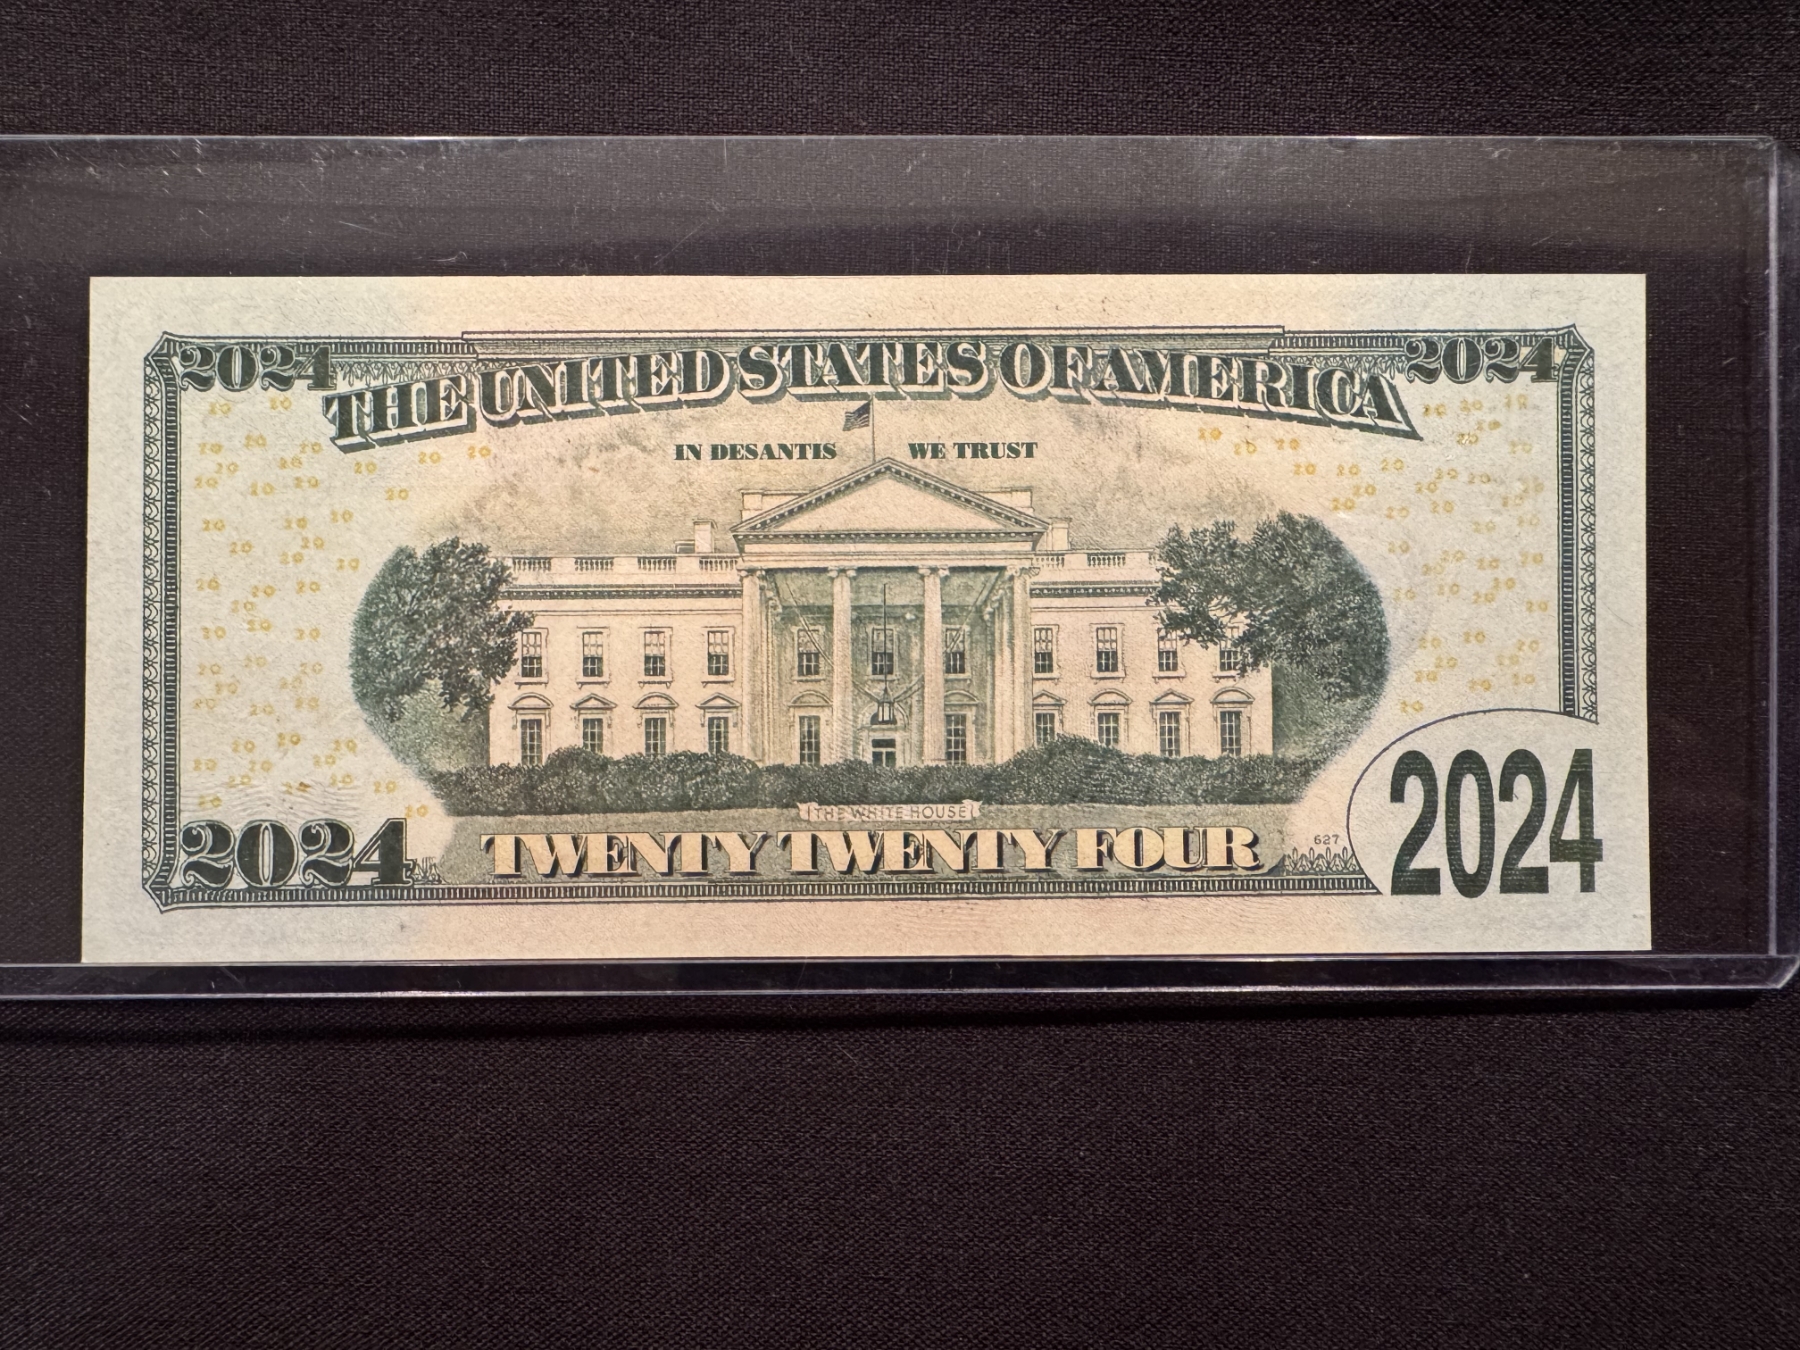 2024
2024
THE UNITED STATES OF AMERICA
IN DESANTIS WE TRUST
THE WHITE HOUSE
2024
TWENTY TWENTY FOUR
627
2024